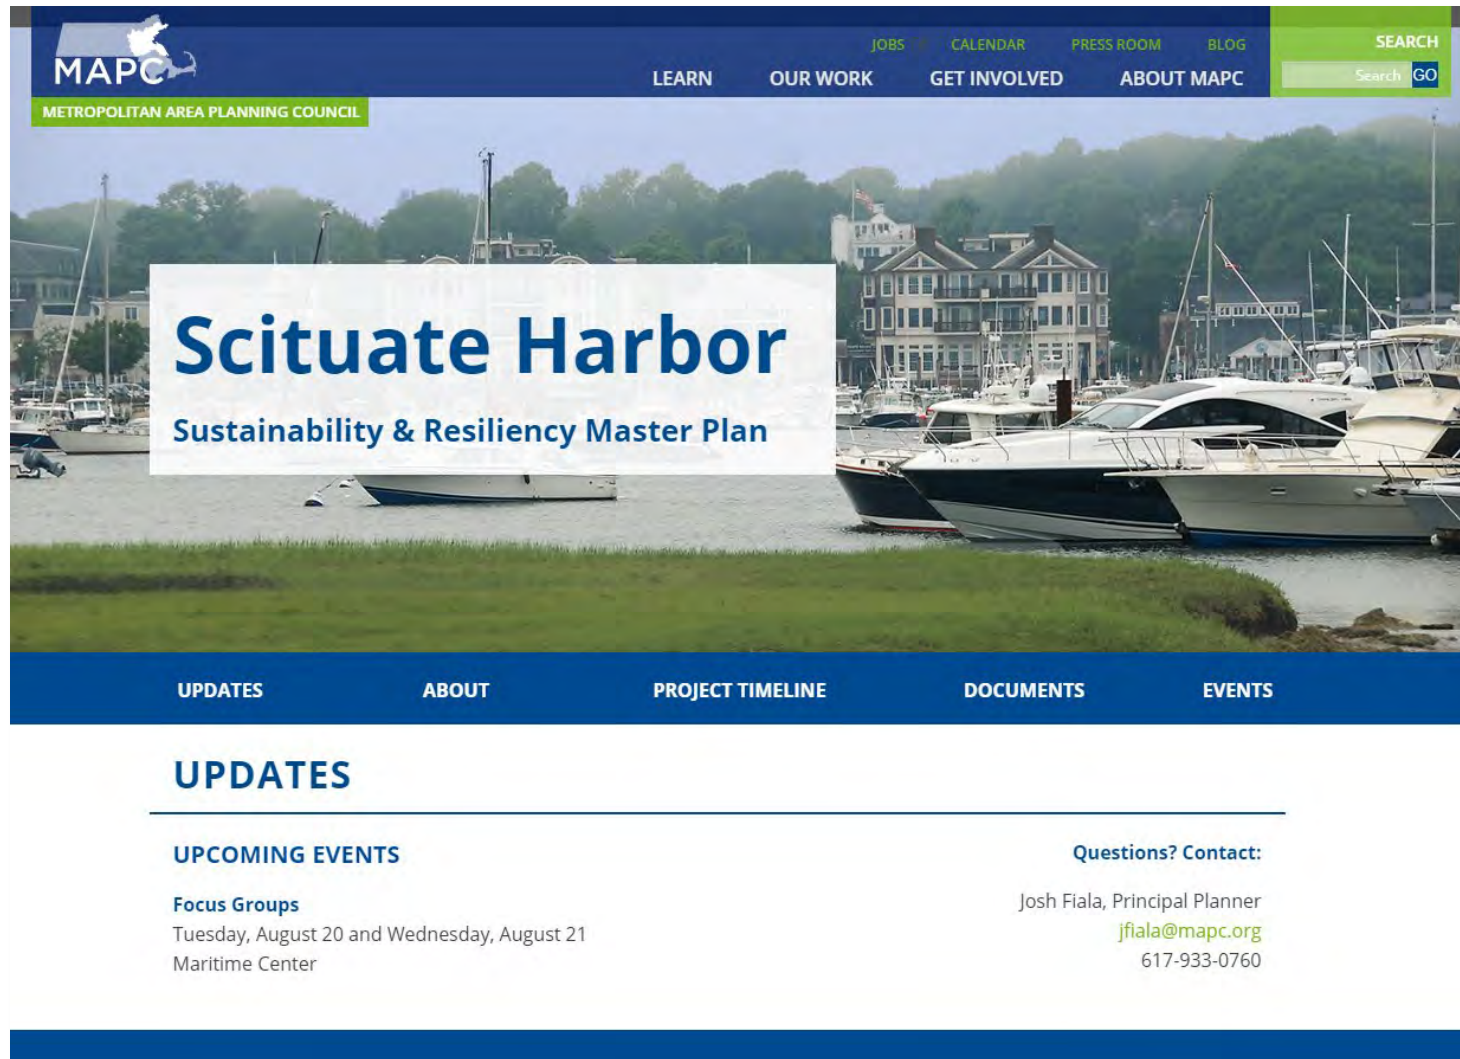 MAPC
METROPOLITAN AREA PLANNING COUNCIL
JOBS CALENDAR PRESS ROOM BLOG
LEARN OUR WORK GET INVOLVED ABOUT MAPC
SEARCH
Search GO
Scituate Harbor
Sustainability & Resiliency Master Plan
UPDATES ABOUT PROJECT TIMELINE DOCUMENTS EVENTS
UPDATES
UPCOMING EVENTS
Focus Groups
Tuesday, August 20 and Wednesday, August 21
Maritime Center
Questions? Contact:
Josh Fiala, Principal Planner
jfiala@mapc.org
617-933-0760